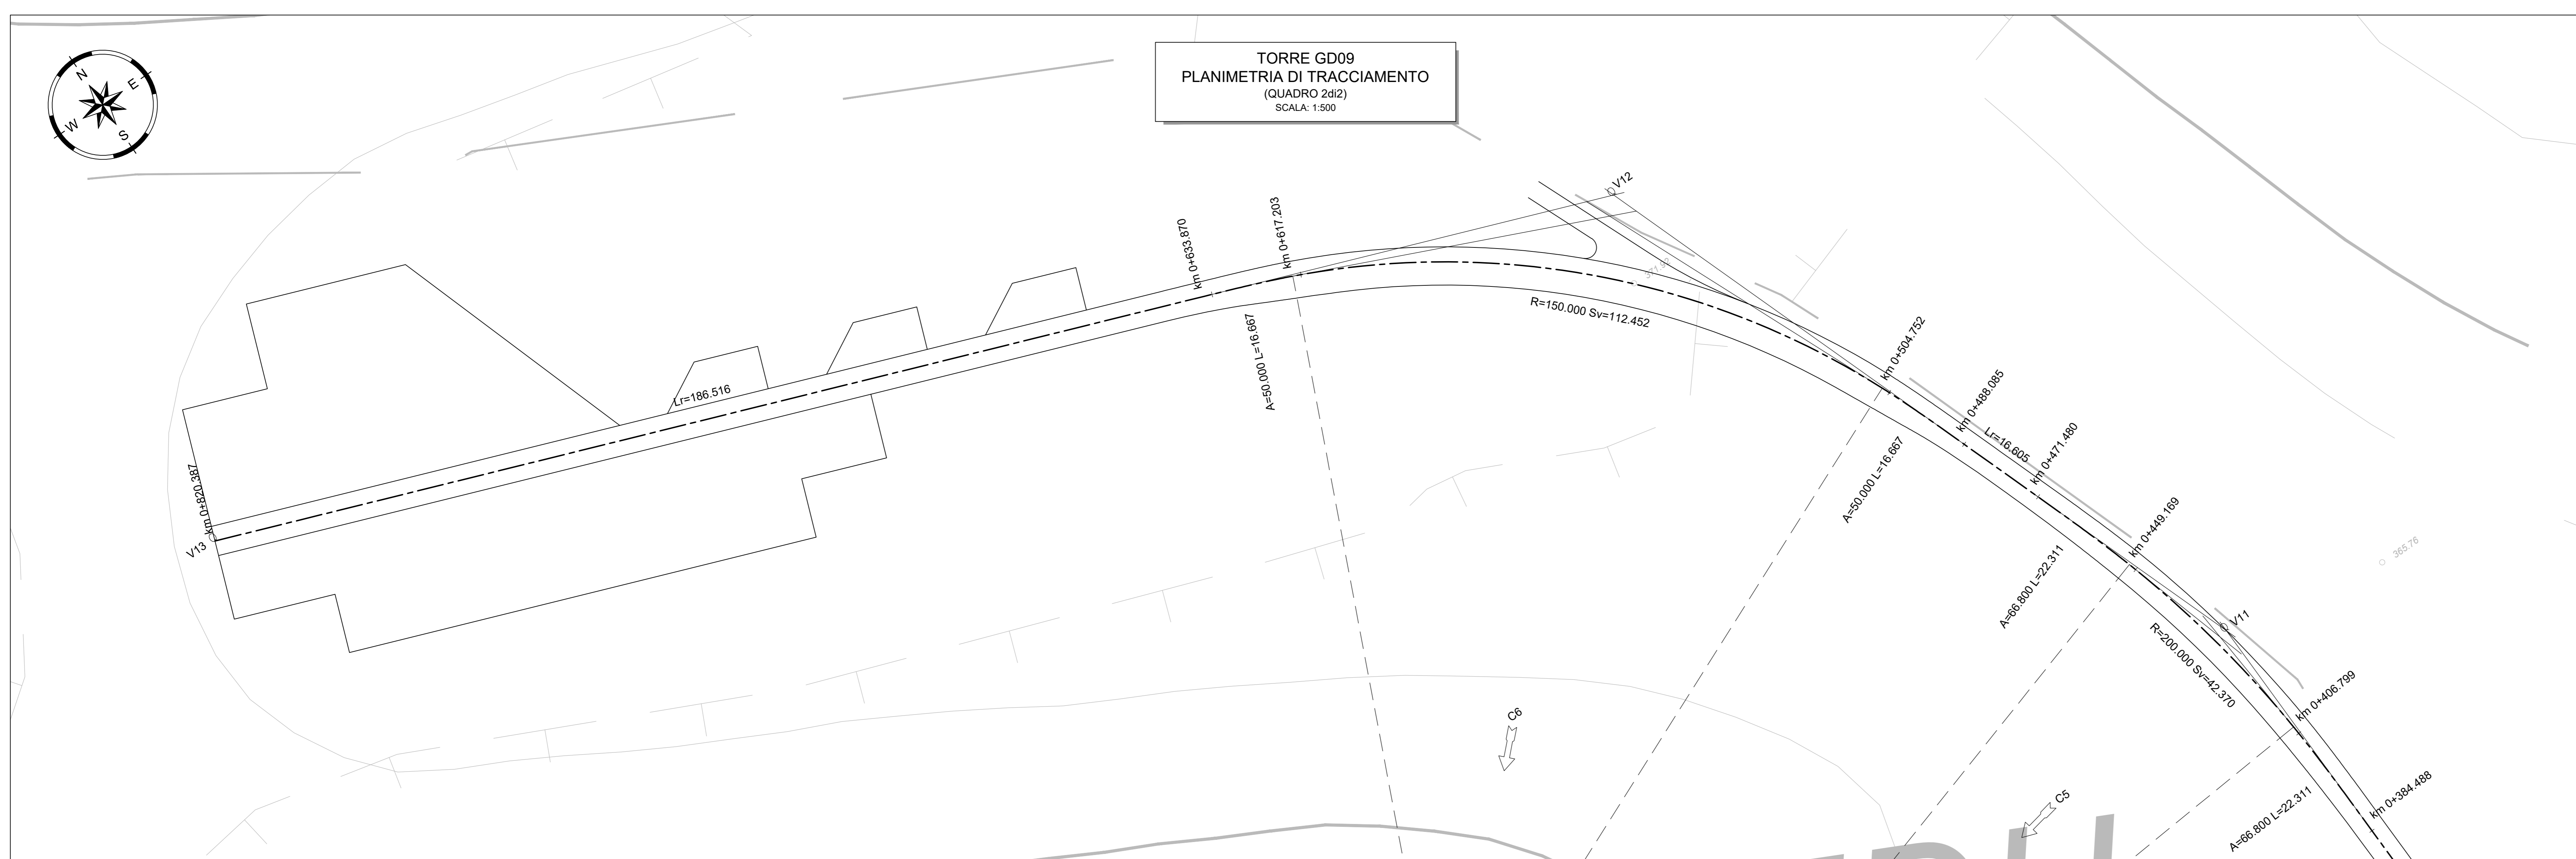 TORRE GD09
PLANIMETRIA DI TRACCIAMENTO
(QUADRO 2di2)
SCALA: 1:500
N
E
S
W
V12
km 0+633.870
km 0+617.203
371.92
R=150.000 Sv=112.452
A=50.000 L=16.667
km 0+504.752
km 0+488.085
Lr=16.605
km 0+471.480
Lr=186.516
km 0+820.387
V13
A=50.000 L=16.667
km 0+449.169
A=66.800 L=22.311
365.76
V11
R=200.000 Sv=42.370
km 0+406.799
C6
C5
km 0+384.488
A=66.800 L=22.311